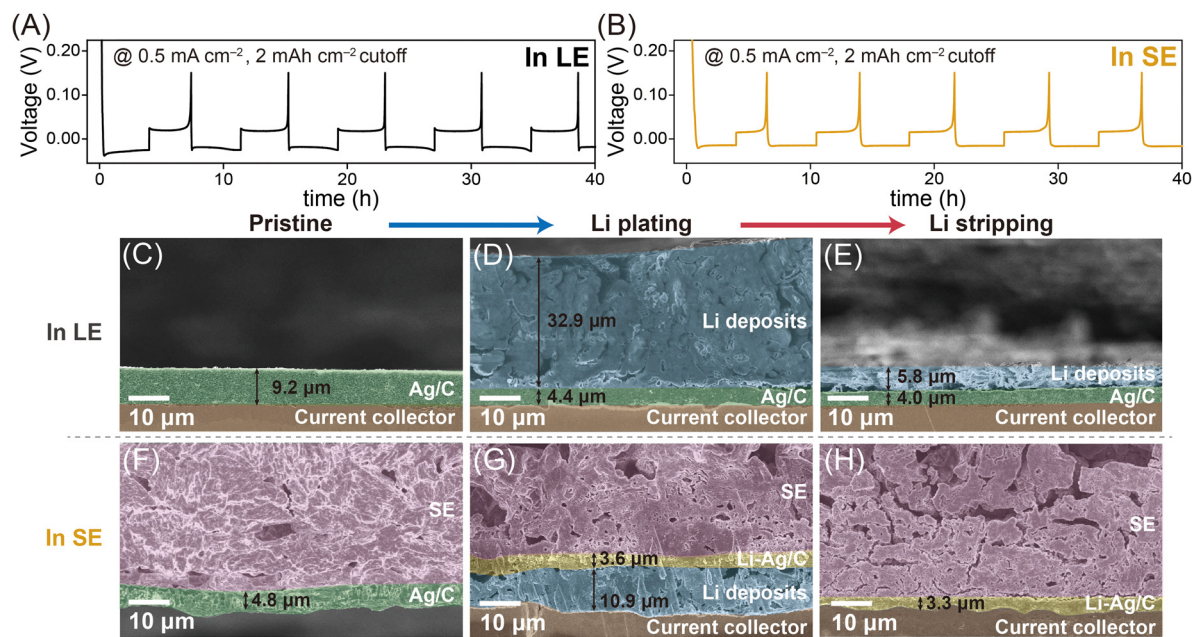 (A)
0.20
0.10
0.00
Voltage (V)
@ 0.5 mA cm⁻², 2 mAh cm⁻² cutoff
In LE
0
10
20
30
40
time (h)
(B)
0.20
0.10
0.00
Voltage (V)
@ 0.5 mA cm⁻², 2 mAh cm⁻² cutoff
In SE
0
10
20
30
40
time (h)
Pristine
Li plating
Li stripping
In LE
(C)
9.2 µm
Ag/C
10 µm
Current collector
(D)
32.9 µm
Li deposits
4.4 µm
Ag/C
10 µm
Current collector
(E)
5.8 µm
Li deposits
4.0 µm
Ag/C
10 µm
Current collector
In SE
(F)
SE
4.8 µm
Ag/C
10 µm
(G)
SE
3.6 µm
Li-Ag/C
Li deposits
10.9 µm
10 µm
Current collector
(H)
SE
3.3 µm
Li-Ag/C
10 µm
Current collector